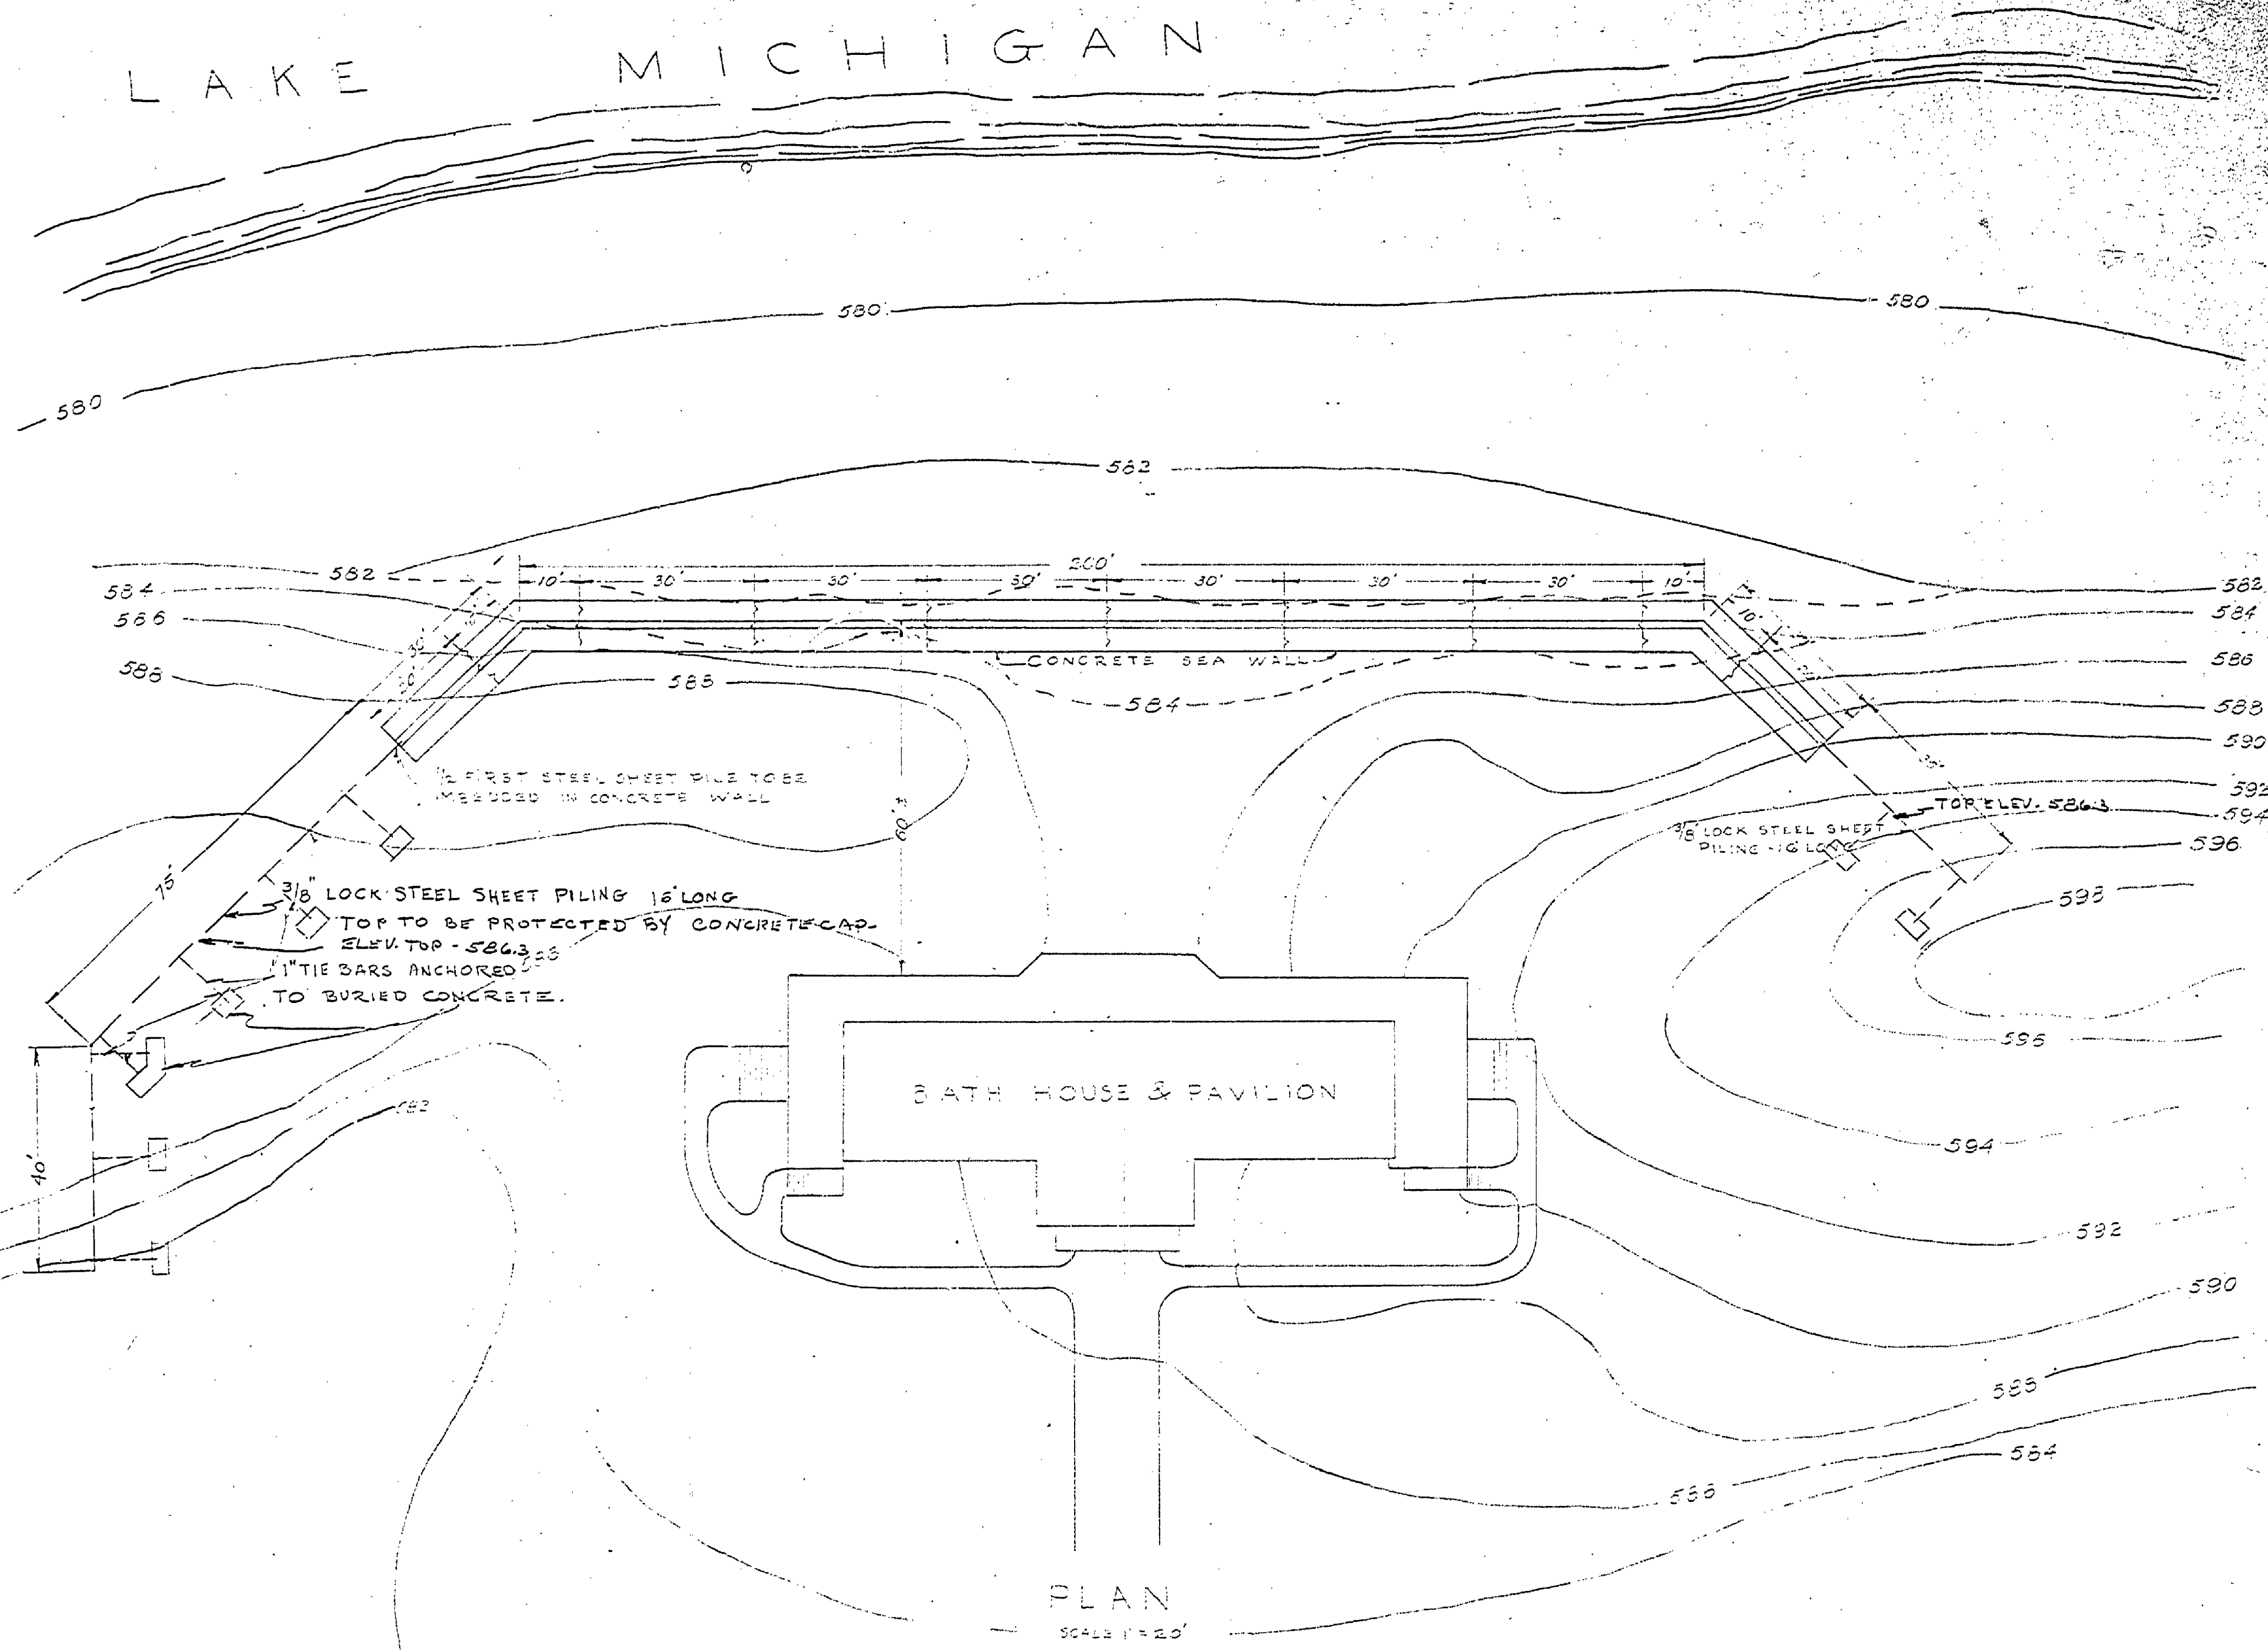 LAKE MICHIGAN
580
580
580
582
200'
10' 30' 30' 30' 30' 30' 30' 10'
582
584
586
588
588
CONCRETE SEA WALL
584
10'
582
584
586
588
590
592
594
596
598
596
594
592
590
588
584
586
1/2 FIRST STEEL SHEET PILE TO BE
IMBEDDED IN CONCRETE WALL
60'±
75'
3/8" LOCK STEEL SHEET PILING 16' LONG
TOP TO BE PROTECTED BY CONCRETE CAP.
ELEV. TOP - 586.3
1" TIE BARS ANCHORED
TO BURIED CONCRETE.
TOP ELEV. 586.3
3/8" LOCK STEEL SHEET
PILING - 16' LONG
40'
582
BATH HOUSE & PAVILION
PLAN
SCALE 1" = 20'